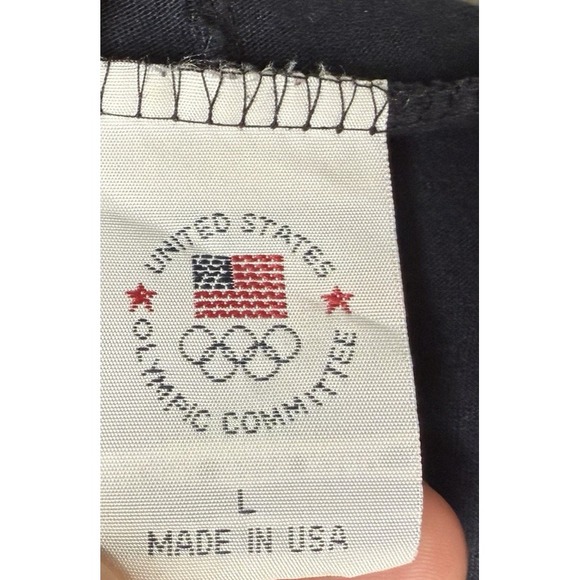 UNITED STATES
OLYMPIC COMMITTEE
L
MADE IN USA